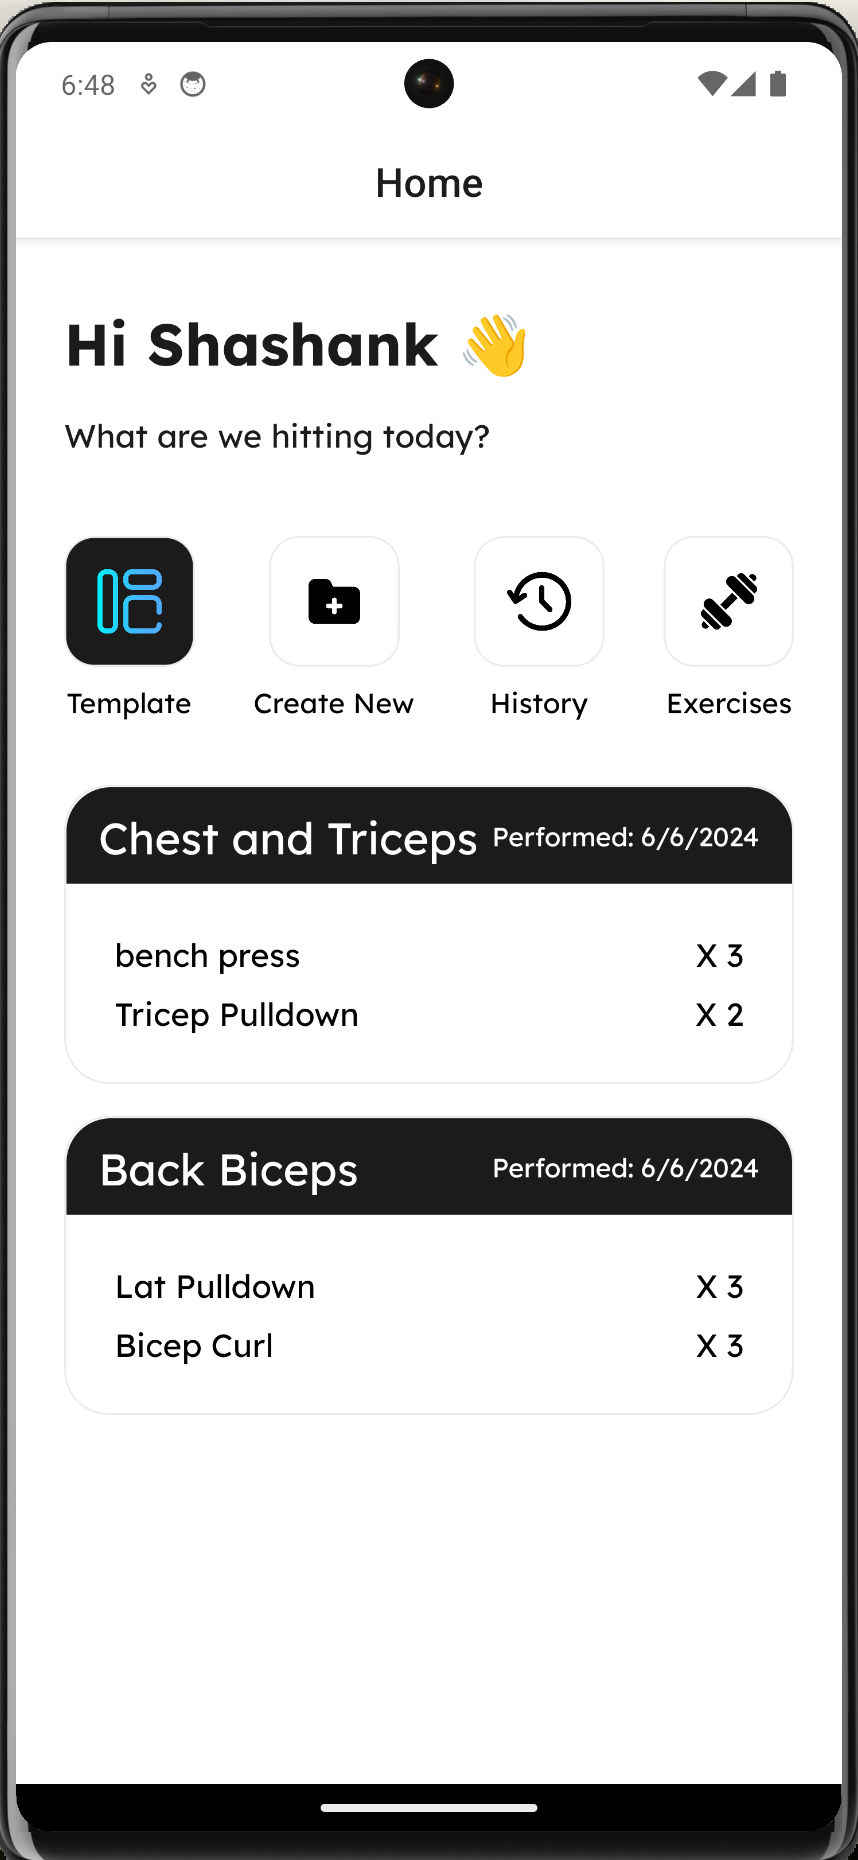 6:48
Home
Hi Shashank 👋
What are we hitting today?
Template Create New History Exercises
Chest and Triceps Performed: 6/6/2024
bench press X 3
Tricep Pulldown X 2
Back Biceps Performed: 6/6/2024
Lat Pulldown X 3
Bicep Curl X 3